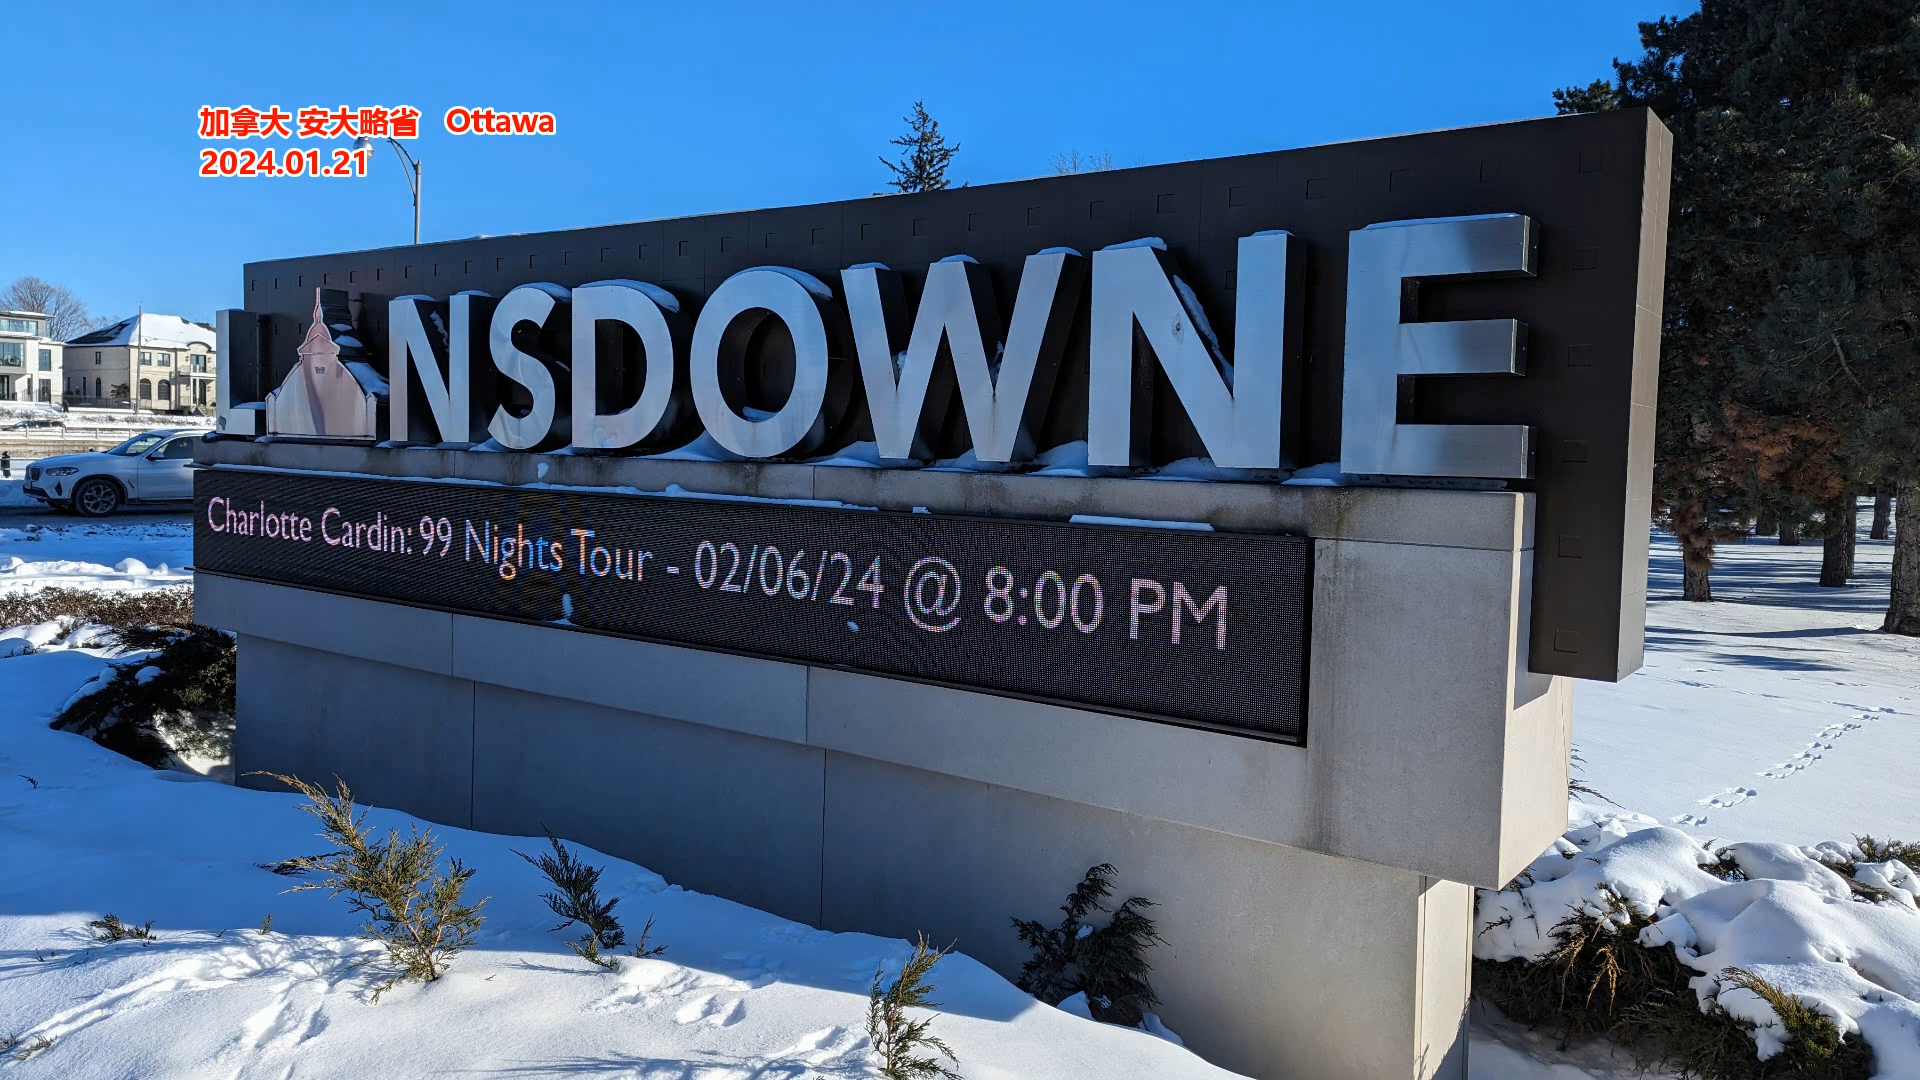 加拿大 安大略省 Ottawa
2024.01.21
LANSDOWNE
Charlotte Cardin: 99 Nights Tour - 02/06/24 @ 8:00 PM